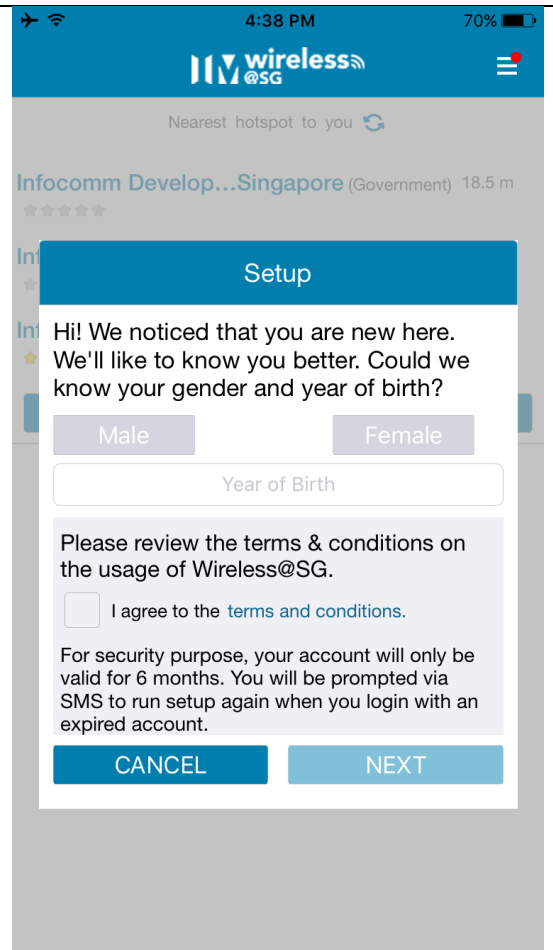 4:38 PM
70%
wireless
@SG
Nearest hotspot to you
Infocomm Develop...Singapore (Government) 18.5 m
Inf
Inf
Setup
Hi! We noticed that you are new here.
We'll like to know you better. Could we
know your gender and year of birth?
Male Female
Year of Birth
Please review the terms & conditions on
the usage of Wireless@SG.
I agree to the terms and conditions.
For security purpose, your account will only be
valid for 6 months. You will be prompted via
SMS to run setup again when you login with an
expired account.
CANCEL NEXT